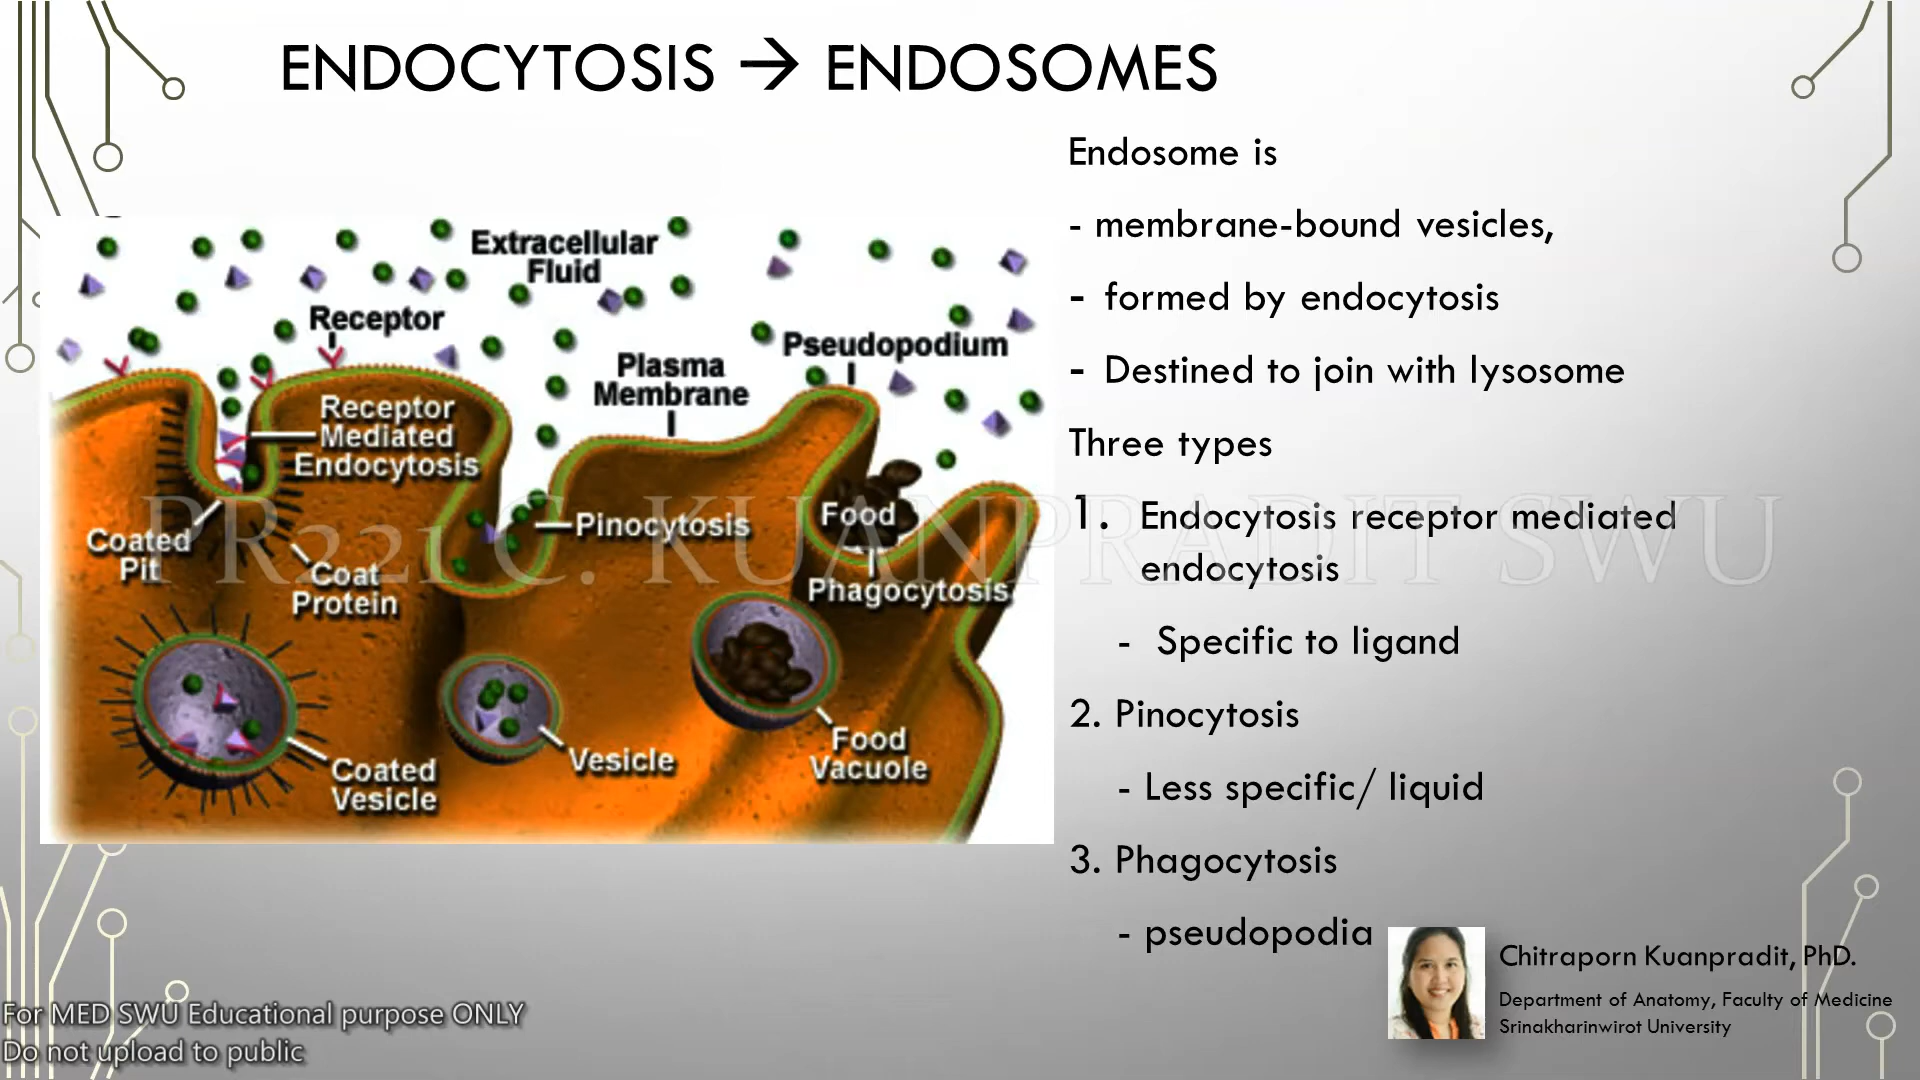 ENDOCYTOSIS → ENDOSOMES
Endosome is
- membrane-bound vesicles,
- formed by endocytosis
- Destined to join with lysosome
Three types
1. Endocytosis receptor mediated
endocytosis
- Specific to ligand
2. Pinocytosis
- Less specific/ liquid
3. Phagocytosis
- pseudopodia
Extracellular
Fluid
Receptor
Pseudopodium
Plasma
Membrane
Receptor
Mediated
Endocytosis
Pinocytosis
Food
Coated
Pit
Coat
Protein
Phagocytosis
Coated
Vesicle
Vesicle
Food
Vacuole
PR221 C. KUANPRADIT SWU
Chitraporn Kuanpradit, PhD.
Department of Anatomy, Faculty of Medicine
Srinakharinwirot University
For MED SWU Educational purpose ONLY
Do not upload to public